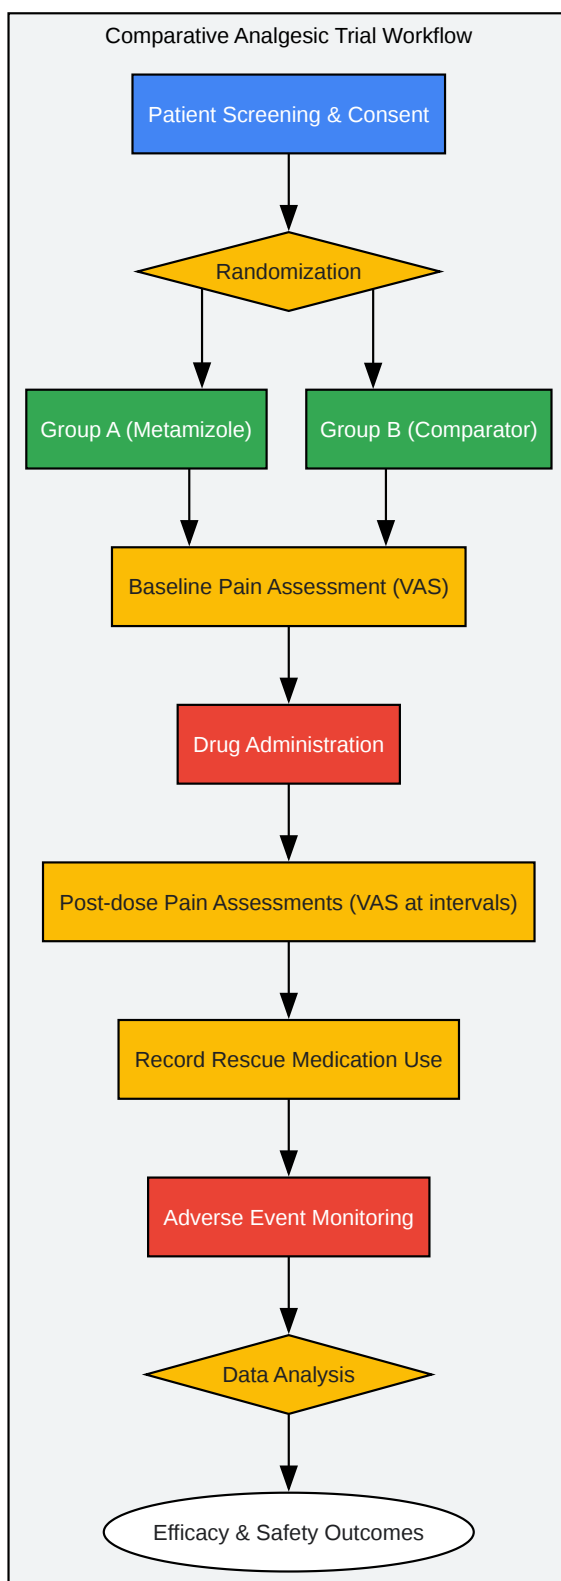 Comparative Analgesic Trial Workflow
Patient Screening & Consent
Randomization
Group A (Metamizole)
Group B (Comparator)
Baseline Pain Assessment (VAS)
Drug Administration
Post-dose Pain Assessments (VAS at intervals)
Record Rescue Medication Use
Adverse Event Monitoring
Data Analysis
Efficacy & Safety Outcomes